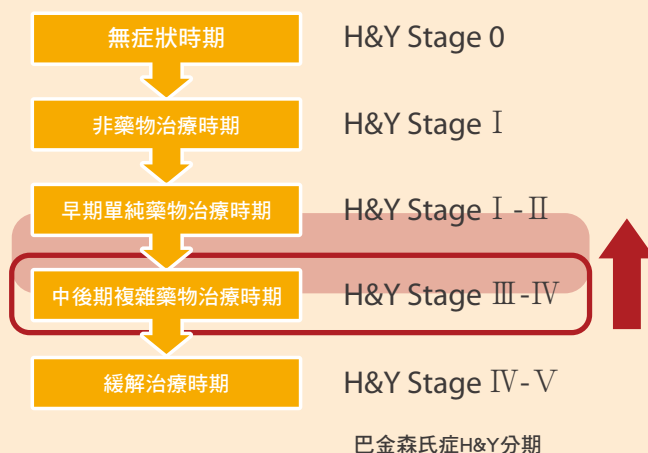 無症狀時期 H&Y Stage 0
非藥物治療時期 H&Y Stage Ⅰ
早期單純藥物治療時期 H&Y Stage Ⅰ-Ⅱ
中後期複雜藥物治療時期 H&Y Stage Ⅲ-Ⅳ
緩解治療時期 H&Y Stage Ⅳ-Ⅴ
巴金森氏症H&Y分期